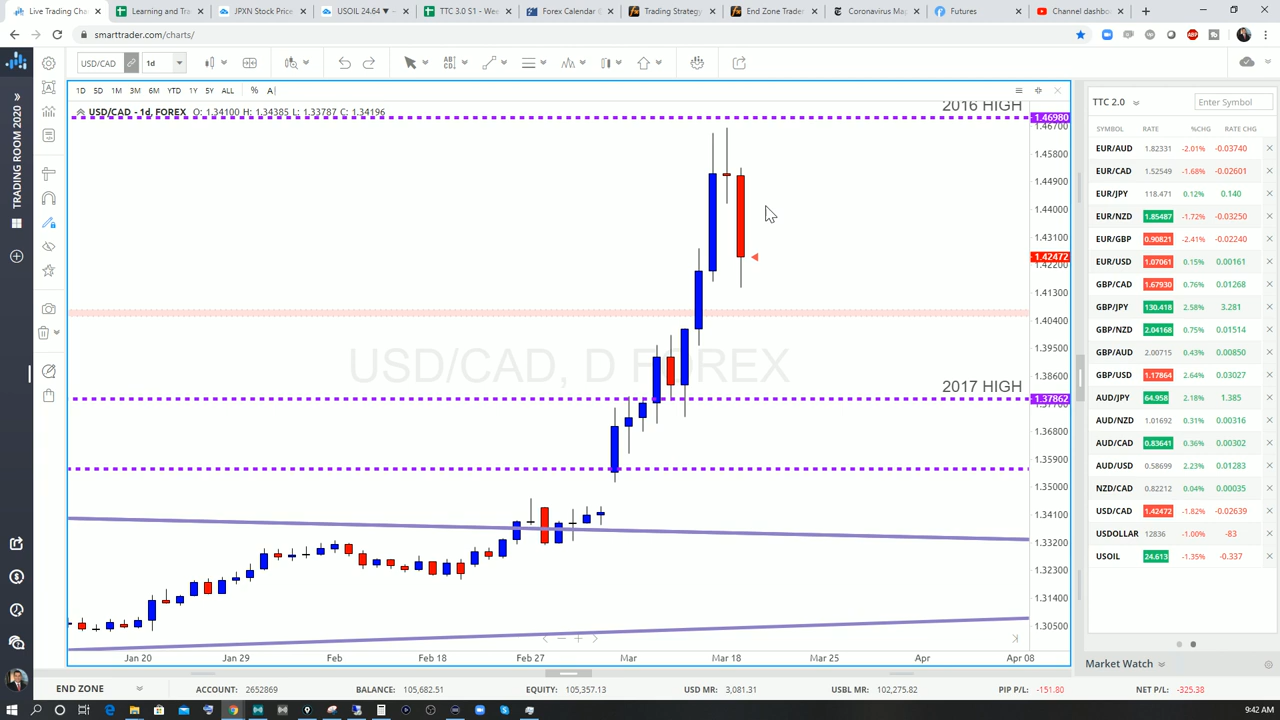 Living Trading Cha
Learning and Tra
JPXN Stock Price
USOIL 24.64 ▼ –
TTC 3.0 S1 - Wee
Forex Calendar @
Trading Strategy
End Zone Trader
Coronavirus Map
Futures
Channel dashbo
smarttrader.com/charts/
USD/CAD 1d
1D 5D 1M 3M 6M YTD 1Y 5Y ALL % A|
USD/CAD - 1d, FOREX O: 1.34100 H: 1.34385 L: 1.33787 C: 1.34196
2016 HIGH
1.46980
1.46700
1.45800
1.44900
1.44000
1.43100
1.42472
1.42200
1.41300
1.40400
1.39500
1.38600
2017 HIGH
1.37862
1.36800
1.35900
1.35000
1.34100
1.33200
1.32300
1.31400
1.30500
USD/CAD, D FOREX
Jan 20 Jan 29 Feb Feb 18 Feb 27 Mar Mar 18 Mar 25 Apr Apr 08
TRADING ROOM 2020
TTC 2.0
Enter Symbol
SYMBOL RATE %CHG RATE CHG
EUR/AUD 1.82331 -2.01% -0.03740
EUR/CAD 1.52549 -1.68% -0.02601
EUR/JPY 118.471 0.12% 0.140
EUR/NZD 1.85487 -1.72% -0.03250
EUR/GBP 0.90821 -2.41% -0.02240
EUR/USD 1.07061 0.15% 0.00161
GBP/CAD 1.67930 0.76% 0.01268
GBP/JPY 130.418 2.58% 3.281
GBP/NZD 2.04168 0.75% 0.01514
GBP/AUD 2.00715 0.43% 0.00850
GBP/USD 1.17864 2.64% 0.03027
AUD/JPY 64.958 2.18% 1.385
AUD/NZD 1.01692 0.31% 0.00316
AUD/CAD 0.83641 0.36% 0.00302
AUD/USD 0.58699 2.23% 0.01283
NZD/CAD 0.82212 0.04% 0.00035
USD/CAD 1.42472 -1.82% -0.02639
USDOLLAR 12836 -1.00% -83
USOIL 24.613 -1.35% -0.337
Market Watch
END ZONE
ACCOUNT: 2652869
BALANCE: 105,682.51
EQUITY: 105,357.13
USD MR: 3,081.31
USBL MR: 102,275.82
PIP P/L: -151.80
NET P/L: -325.38
9:42 AM